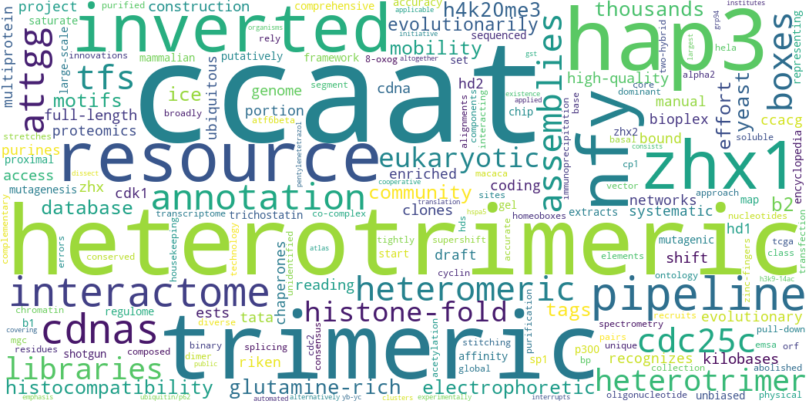 project purified construction comprehensive accuracy h4k20me3 thousands
saturate inverted applicable evolutionarily hap3
multiprotein large-scale innovations organisms rely initiative sequenced two-hybrid largest institutes
attgg tfs mammalian framework 8-oxog set mobility assemblies hela grp94 boxes representing
putatively segment altogether gst core alpha2
motifs ubiquitous ice genome ccaat cdna hd2 chip high-quality dominant yeast
full-length broadly portion existence applied manual
proteomics alignments components interacting immunoprecipitation base bioplex effort ccacg
stretches resource pentylenetetrazol eukaryotic nfy bound zhx2 basal soluble encyclopedia
purines proximal dissect enriched consists cp1 zhx1
access annotation cooperative macaca sites vector approach
mutagenesis zhx cdk1 community translation coding networks systematic map b2
database transcriptome trichostatin co-complex clones hspa5 gel homeoboxes extracts mutagenic nucleotides transfection
complementary heterotrimeric housekeeping hds hd1 tcga
errors conserved technology unidentified tightly supershift accurate draft shift elements class
chromatin regulome chaperones atlas start cyclin ontology zinc-fingers h3k9-14ac evolutionary
interactome reading heteromeric pipeline
b1 ests diverse tata histone-fold tags recruits spectrometry pairs pull-down
covering mgc cdnas binary splicing cdc2 consensus acetylation stitching purification p300 unique cdc25c emsa orf
residues shotgun composed dimer public trimeric affinity sp1 recognizes kilobases abolished
libraries riken global bp collection heterotrimer
histocompatibility glutamine-rich electrophoretic oligonucleotide unbiased physical
emphasis ubiquitin/p62 automated alternatively yb-yc clusters experimentally interrupts